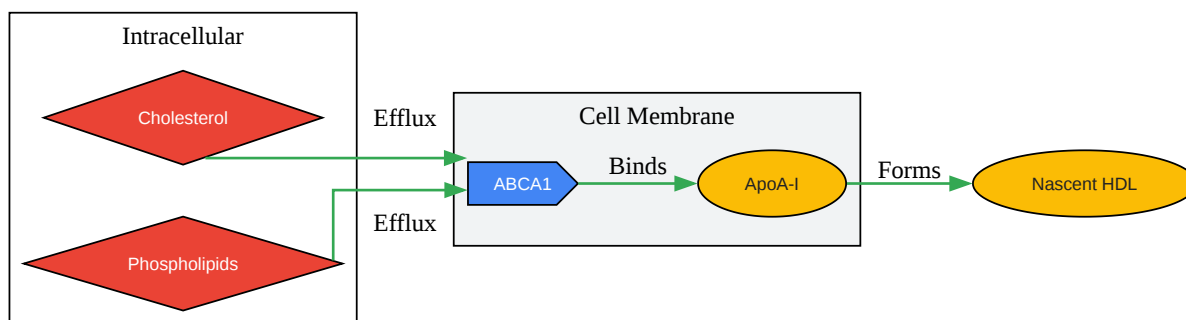 Intracellular
Cholesterol
Phospholipids
Efflux
Efflux
Cell Membrane
ABCA1
Binds
ApoA-I
Forms
Nascent HDL